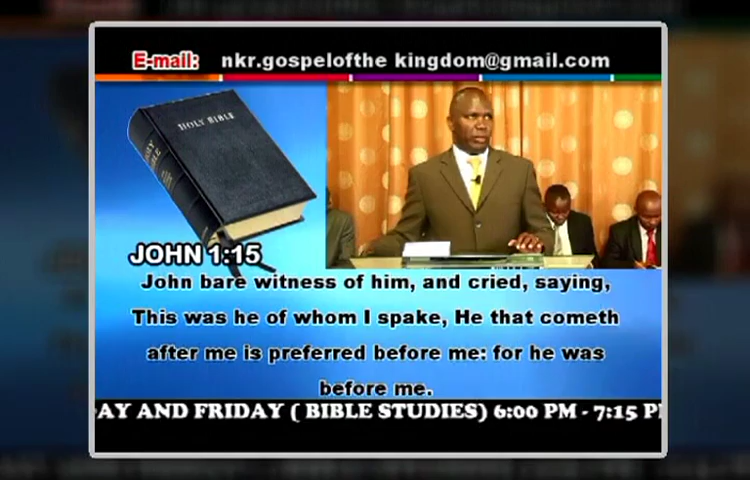 E-mail: nkr.gospelofthe kingdom@gmail.com
HOLY BIBLE
JOHN 1:15
John bare witness of him, and cried, saying,
This was he of whom I spake, He that cometh
after me is preferred before me: for he was
before me.
AY AND FRIDAY ( BIBLE STUDIES) 6:00 PM - 7:15 P